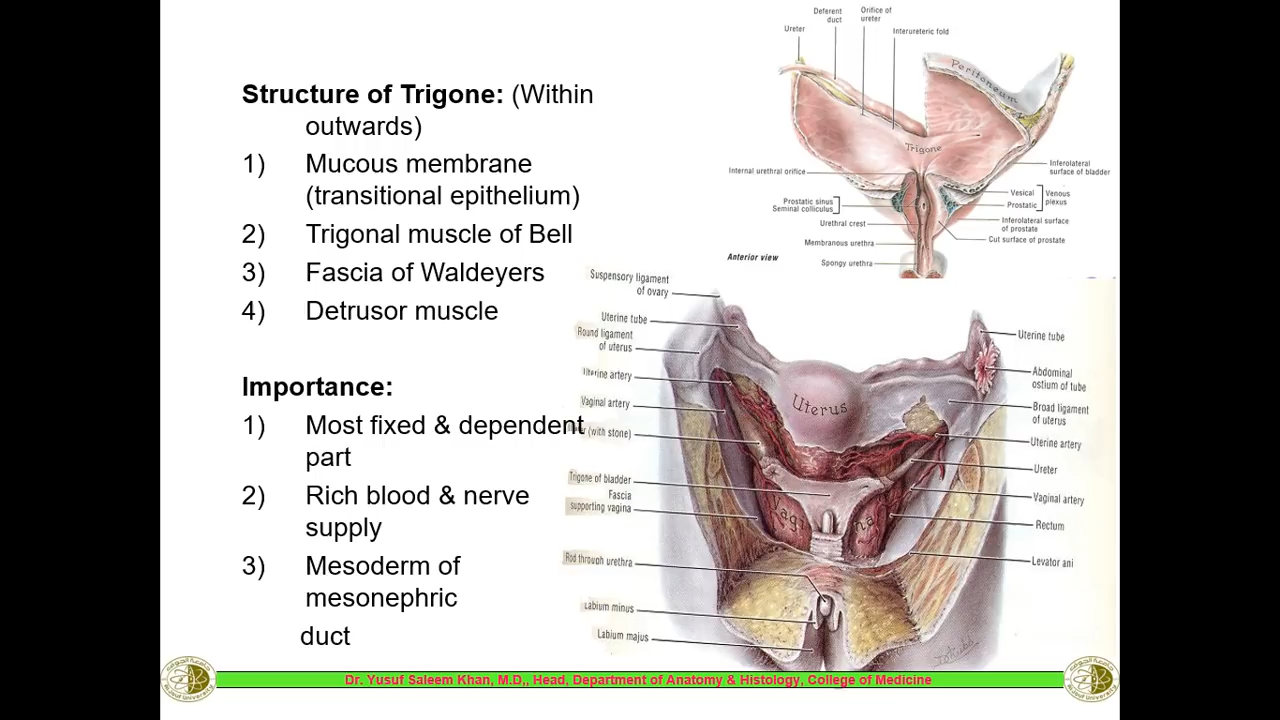 Structure of Trigone: (Within
outwards)
1) Mucous membrane
(transitional epithelium)
2) Trigonal muscle of Bell
3) Fascia of Waldeyers
4) Detrusor muscle
Importance:
1) Most fixed & dependent
part
2) Rich blood & nerve
supply
3) Mesoderm of
mesonephric
duct
Deferent
duct
Orifice of
ureter
Ureter
Interureteric fold
Peritoneum
Trigone
Internal urethral orifice
Inferolateral
surface of bladder
Prostatic sinus
Seminal colliculus
Vesical
Prostatic
Venous
plexus
Urethral crest
Inferolateral surface
of prostate
Membranous urethra
Cut surface of prostate
Anterior view
Spongy urethra
Suspensory ligament
of ovary
Uterine tube
Round ligament
of uterus
Uterine artery
Vaginal artery
(with stone)
Trigone of bladder
Fascia
supporting vagina
Rod through urethra
Labium minus
Labium majus
Uterus
Vagi na
Uterine tube
Abdominal
ostium of tube
Broad ligament
of uterus
Uterine artery
Ureter
Vaginal artery
Rectum
Levator ani
Dr. Yusuf Saleem Khan, M.D,, Head, Department of Anatomy & Histology, College of Medicine